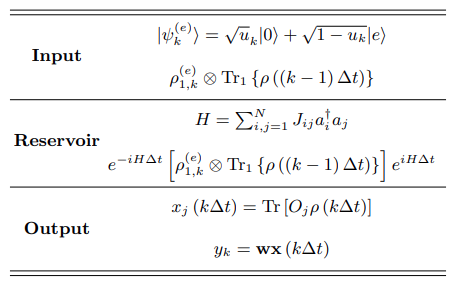 Input
|ψ_k^{(e)}⟩ = √u_k|0⟩ + √(1 − u_k)|e⟩
ρ_{1,k}^{(e)} ⊗ Tr_1 {ρ ((k − 1) Δt)}
Reservoir
H = ∑_{i,j=1}^{N} J_{ij} a_i^† a_j
e^{−iHΔt} [ρ_{1,k}^{(e)} ⊗ Tr_1 {ρ ((k − 1) Δt)}] e^{iHΔt}
Output
x_j (kΔt) = Tr [O_j ρ (kΔt)]
y_k = wx (kΔt)